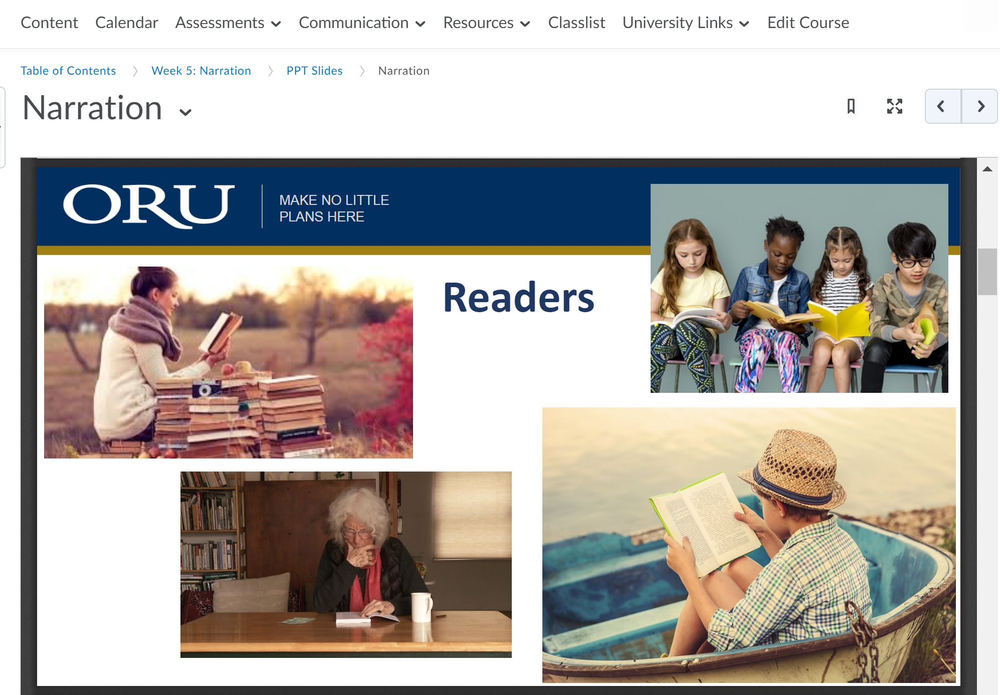 Content Calendar Assessments Communication Resources Classlist University Links Edit Course
Table of Contents Week 5: Narration PPT Slides Narration
Narration
ORU
MAKE NO LITTLE
PLANS HERE
Readers